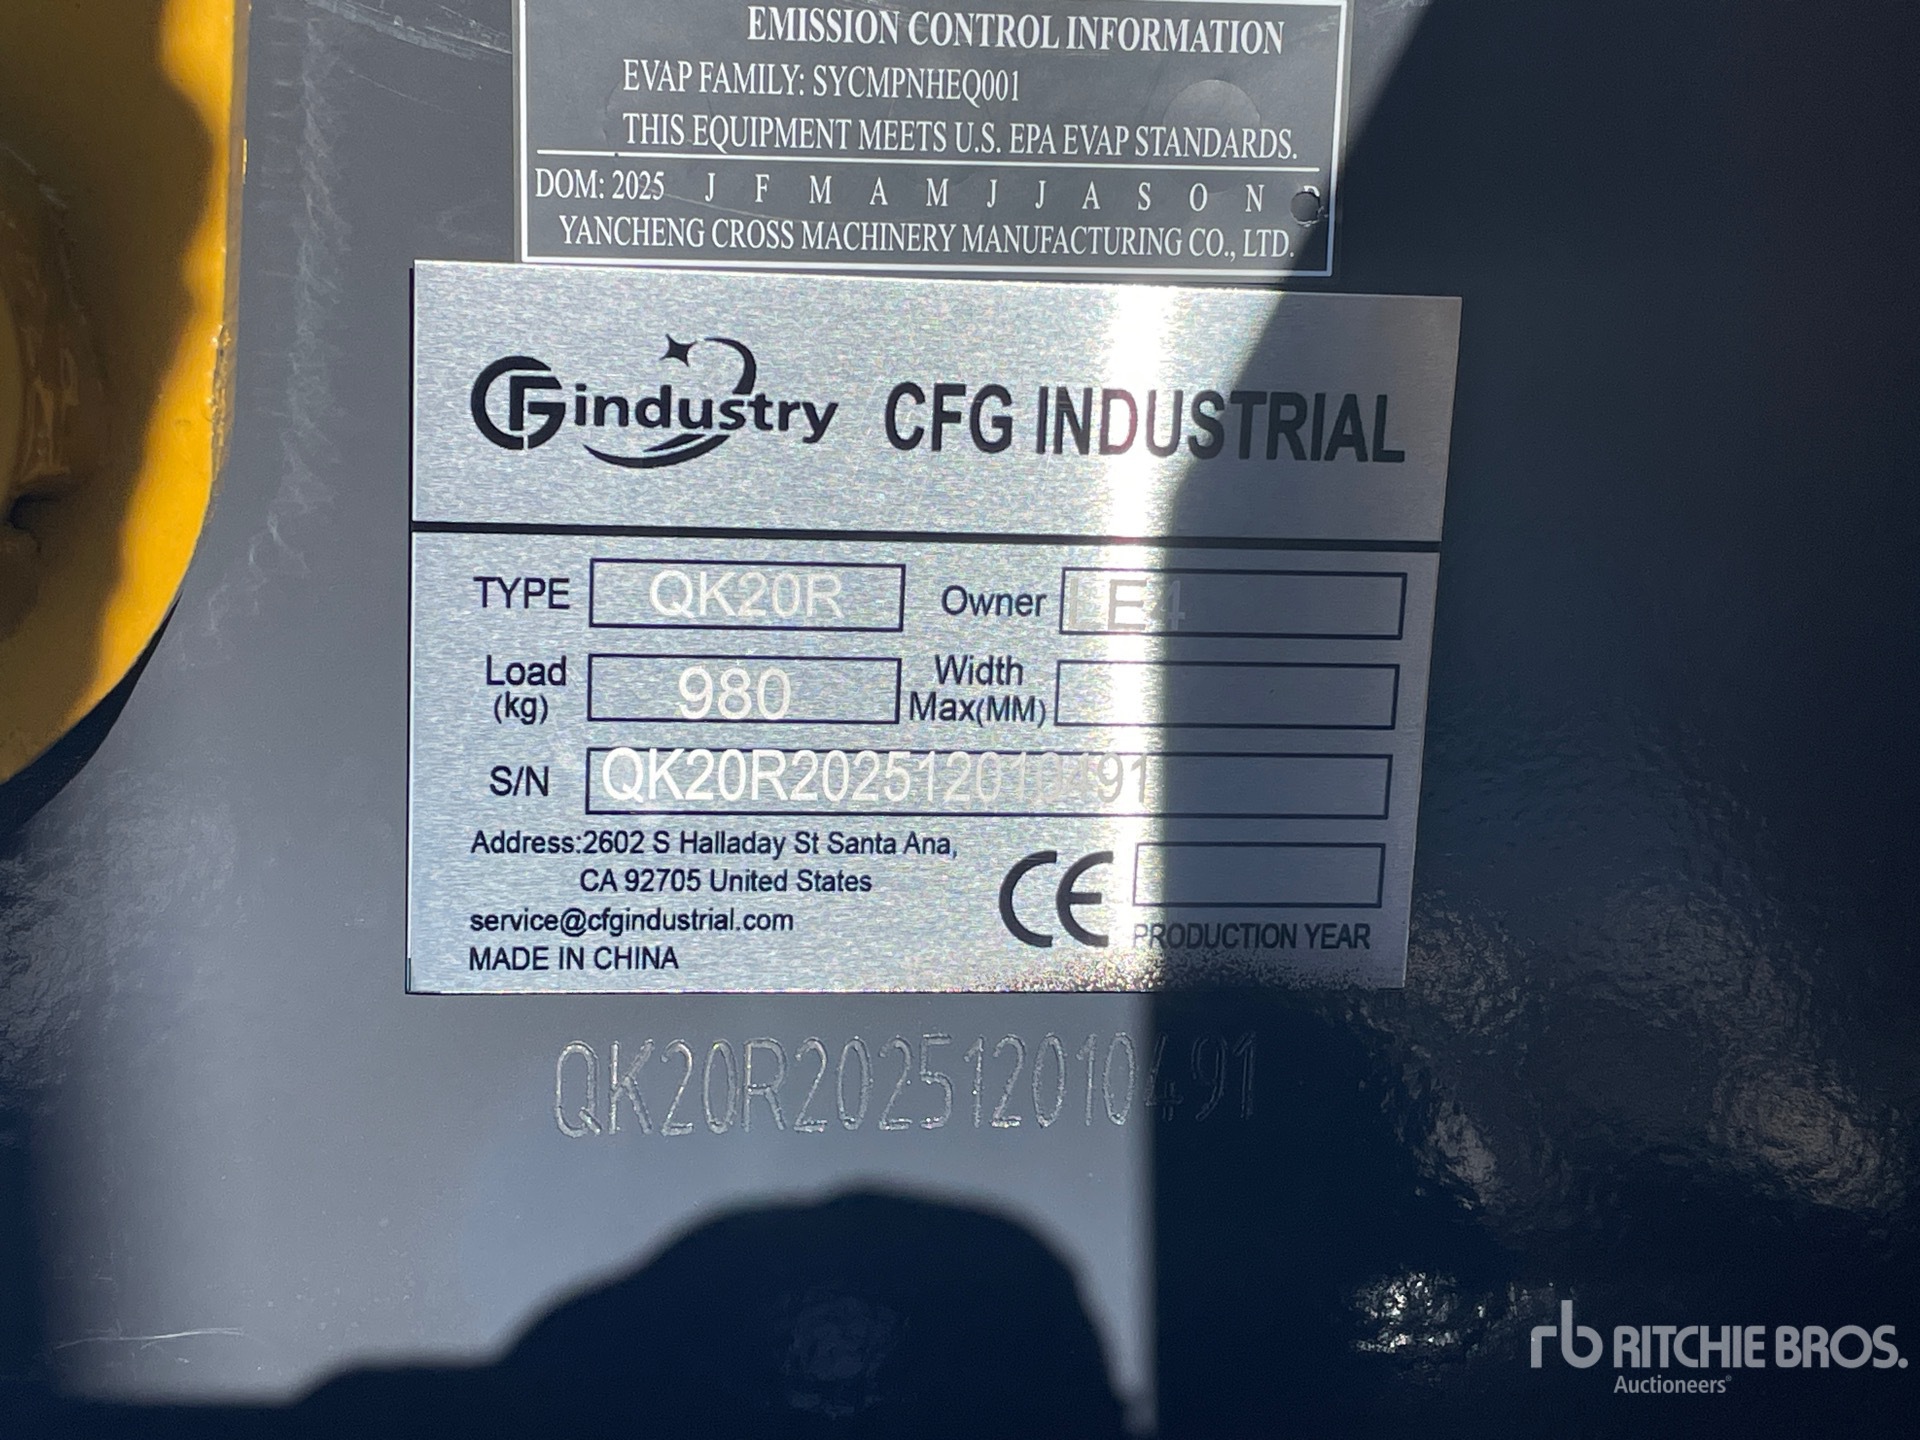 EMISSION CONTROL INFORMATION
EVAP FAMILY: SYCMPNHEQ001
THIS EQUIPMENT MEETS U.S. EPA EVAP STANDARDS.
DOM: 2025 J F M A M J J A S O N
YANCHENG CROSS MACHINERY MANUFACTURING CO., LTD.
CFG industry CFG INDUSTRIAL
TYPE QK20R Owner LE4
Load (kg) 980 Width Max(MM)
S/N QK20R202512010491
Address:2602 S Halladay St Santa Ana,
CA 92705 United States
service@cfgindustrial.com
MADE IN CHINA
CE PRODUCTION YEAR
QK20R202512010491
rb RITCHIE BROS.
Auctioneers